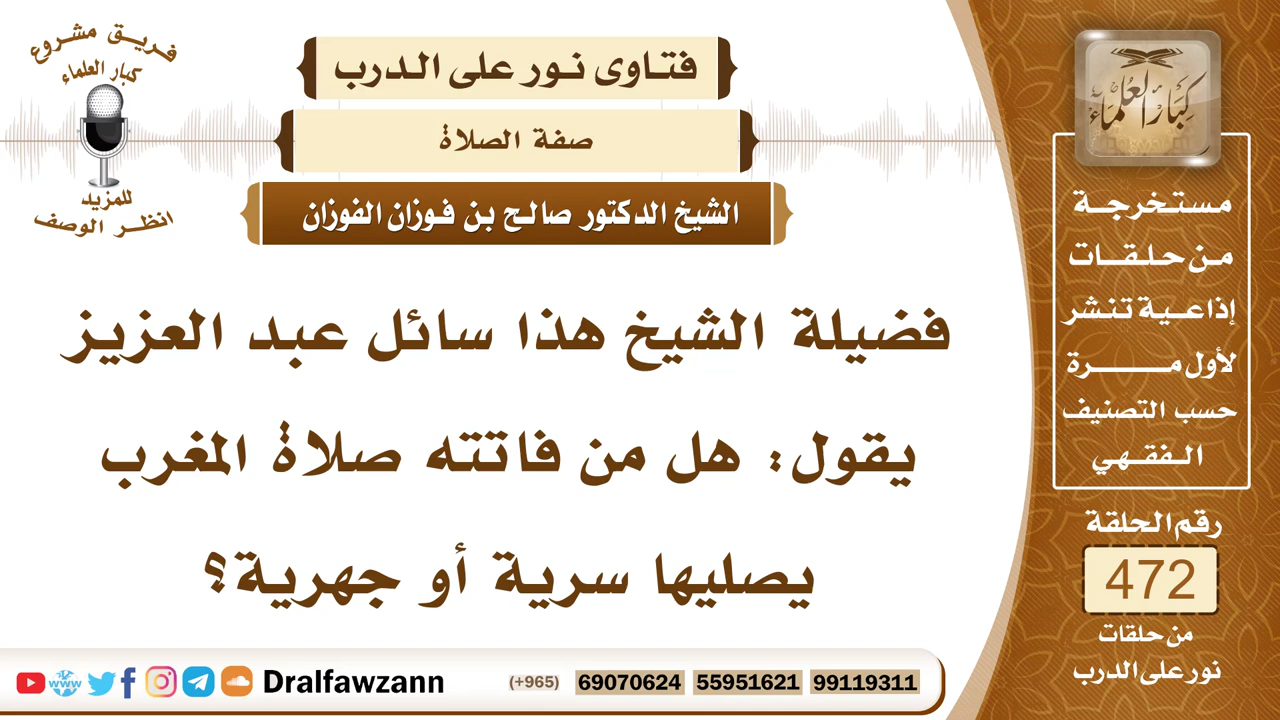 فريق مشروع
كبار العلماء
للمزيد
انظر الوصف
فتاوى نور على الدرب
صفة الصلاة
الشيخ الدكتور صالح بن فوزان الفوزان
فضيلة الشيخ هذا سائل عبد العزيز
يقول: هل من فاتته صلاة المغرب
يصليها سرية أو جهرية؟
كبار العلماء
مستخرجة
من حلقات
إذاعية تنشر
لأول مرة
حسب التصنيف
الفقهي
رقم الحلقة
472
من حلقات
نور على الدرب
www Dralfawzann (+965) 69070624 55951621 99119311